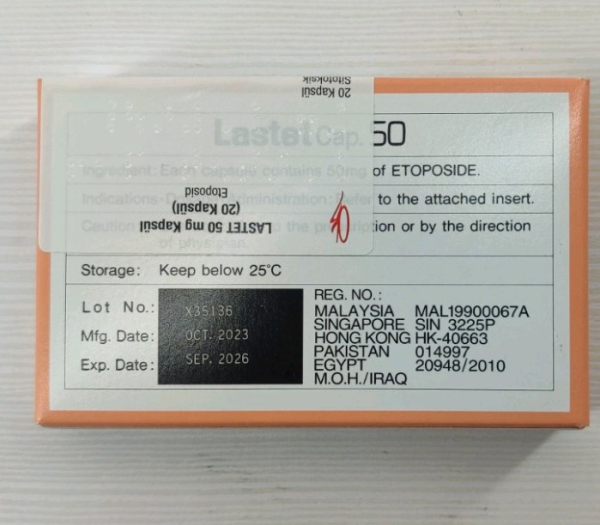 20 Kapsül
Sitotoksik
Lastet Cap. 50
Ingredient: Each capsule contains 50mg of ETOPOSIDE.
Indications· Administration: Refer to the attached insert.
Etoposid
(20 Kapsül)
LASTET 50 mg Kapsül
Caution to the prescription or by the direction
of physician.
Storage: Keep below 25°C
Lot No.: X35136
Mfg. Date: OCT. 2023
Exp. Date: SEP. 2026
REG. NO.:
MALAYSIA MAL19900067A
SINGAPORE SIN 3225P
HONG KONG HK-40663
PAKISTAN 014997
EGYPT 20948/2010
M.O.H./IRAQ